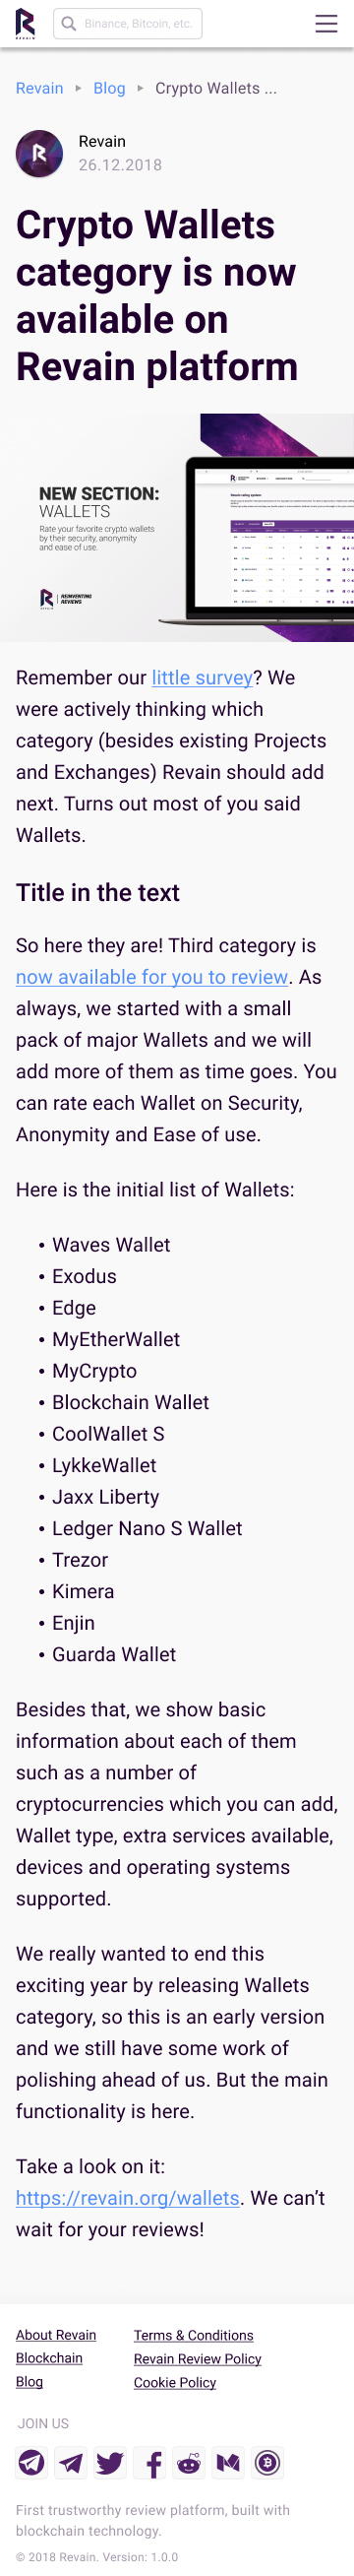 REVAIN
Binance, Bitcoin, etc.
Revain ▸ Blog ▸ Crypto Wallets ...
Revain
26.12.2018
Crypto Wallets
category is now
available on
Revain platform
NEW SECTION:
WALLETS
Rate your favorite crypto wallets
by their security, anonymity
and ease of use.
REINVENTING
REVIEWS
Remember our little survey? We
were actively thinking which
category (besides existing Projects
and Exchanges) Revain should add
next. Turns out most of you said
Wallets.
Title in the text
So here they are! Third category is
now available for you to review. As
always, we started with a small
pack of major Wallets and we will
add more of them as time goes. You
can rate each Wallet on Security,
Anonymity and Ease of use.
Here is the initial list of Wallets:
• Waves Wallet
• Exodus
• Edge
• MyEtherWallet
• MyCrypto
• Blockchain Wallet
• CoolWallet S
• LykkeWallet
• Jaxx Liberty
• Ledger Nano S Wallet
• Trezor
• Kimera
• Enjin
• Guarda Wallet
Besides that, we show basic
information about each of them
such as a number of
cryptocurrencies which you can add,
Wallet type, extra services available,
devices and operating systems
supported.
We really wanted to end this
exciting year by releasing Wallets
category, so this is an early version
and we still have some work of
polishing ahead of us. But the main
functionality is here.
Take a look on it:
https://revain.org/wallets. We can’t
wait for your reviews!
About Revain
Blockchain
Blog
Terms & Conditions
Revain Review Policy
Cookie Policy
JOIN US
First trustworthy review platform, built with
blockchain technology.
© 2018 Revain. Version: 1.0.0